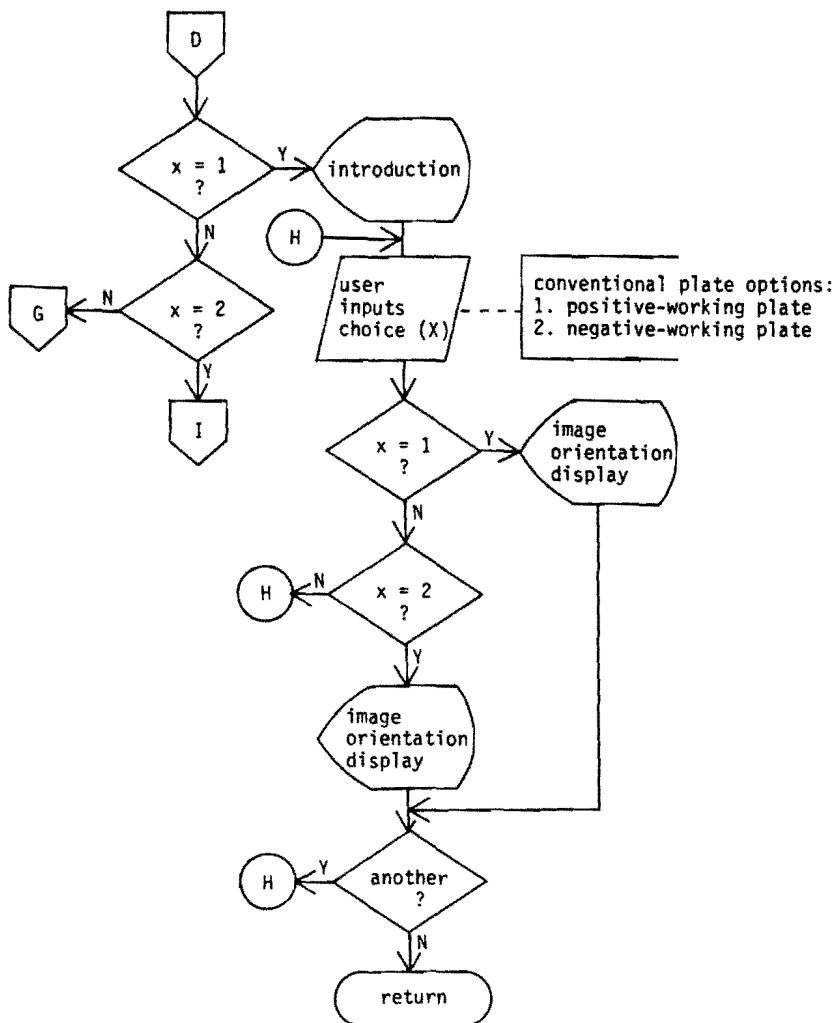 D
x = 1
?
Y
introduction
N
H
G
N
x = 2
?
Y
I
user
inputs
choice (X)
conventional plate options:
1. positive-working plate
2. negative-working plate
x = 1
?
Y
image
orientation
display
N
H
N
x = 2
?
Y
image
orientation
display
H
Y
another
?
N
return